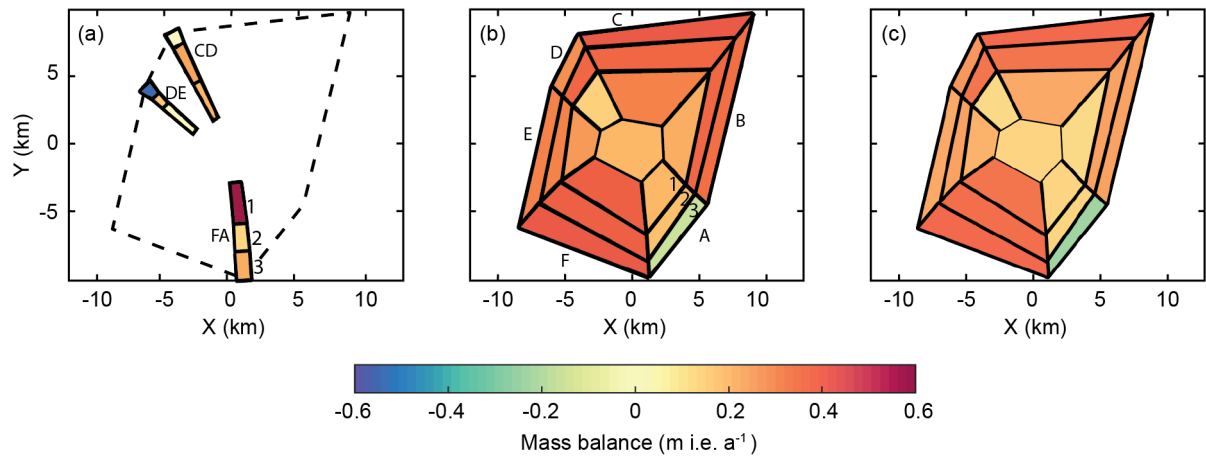 (a)
CD
DE
FA
1
2
3
Y (km)
5
0
-5
-10
-5
0
5
10
X (km)
(b)
C
D
B
E
1
2
3
A
F
-10
-5
0
5
10
X (km)
(c)
-10
-5
0
5
10
X (km)
-0.6
-0.4
-0.2
0
0.2
0.4
0.6
Mass balance (m i.e. a⁻¹)